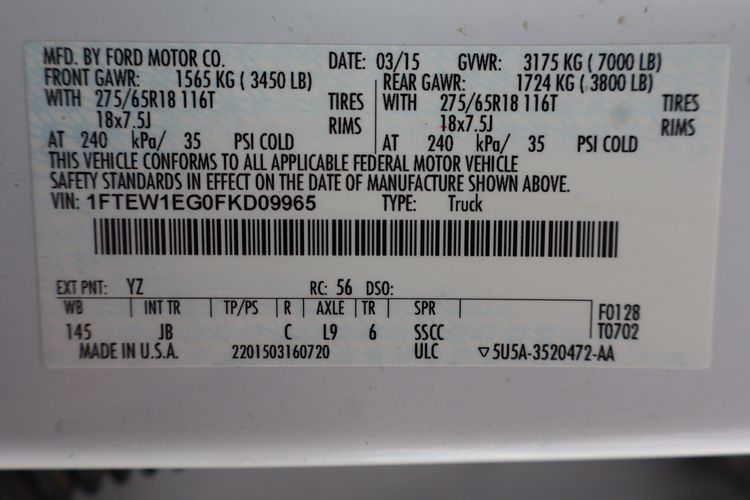 MFD. BY FORD MOTOR CO. DATE: 03/15 GVWR: 3175 KG ( 7000 LB)
FRONT GAWR: 1565 KG ( 3450 LB) REAR GAWR: 1724 KG ( 3800 LB)
WITH 275/65R18 116T TIRES WITH 275/65R18 116T TIRES
18x7.5J RIMS 18x7.5J RIMS
AT 240 kPa/ 35 PSI COLD AT 240 kPa/ 35 PSI COLD
THIS VEHICLE CONFORMS TO ALL APPLICABLE FEDERAL MOTOR VEHICLE
SAFETY STANDARDS IN EFFECT ON THE DATE OF MANUFACTURE SHOWN ABOVE.
VIN: 1FTEW1EG0FKD09965 TYPE: Truck
EXT PNT: YZ RC: 56 DSO:
WB INT TR TP/PS R AXLE TR SPR F0128
145 JB C L9 6 SSCC T0702
MADE IN U.S.A. 2201503160720 ULC ▽5U5A-3520472-AA